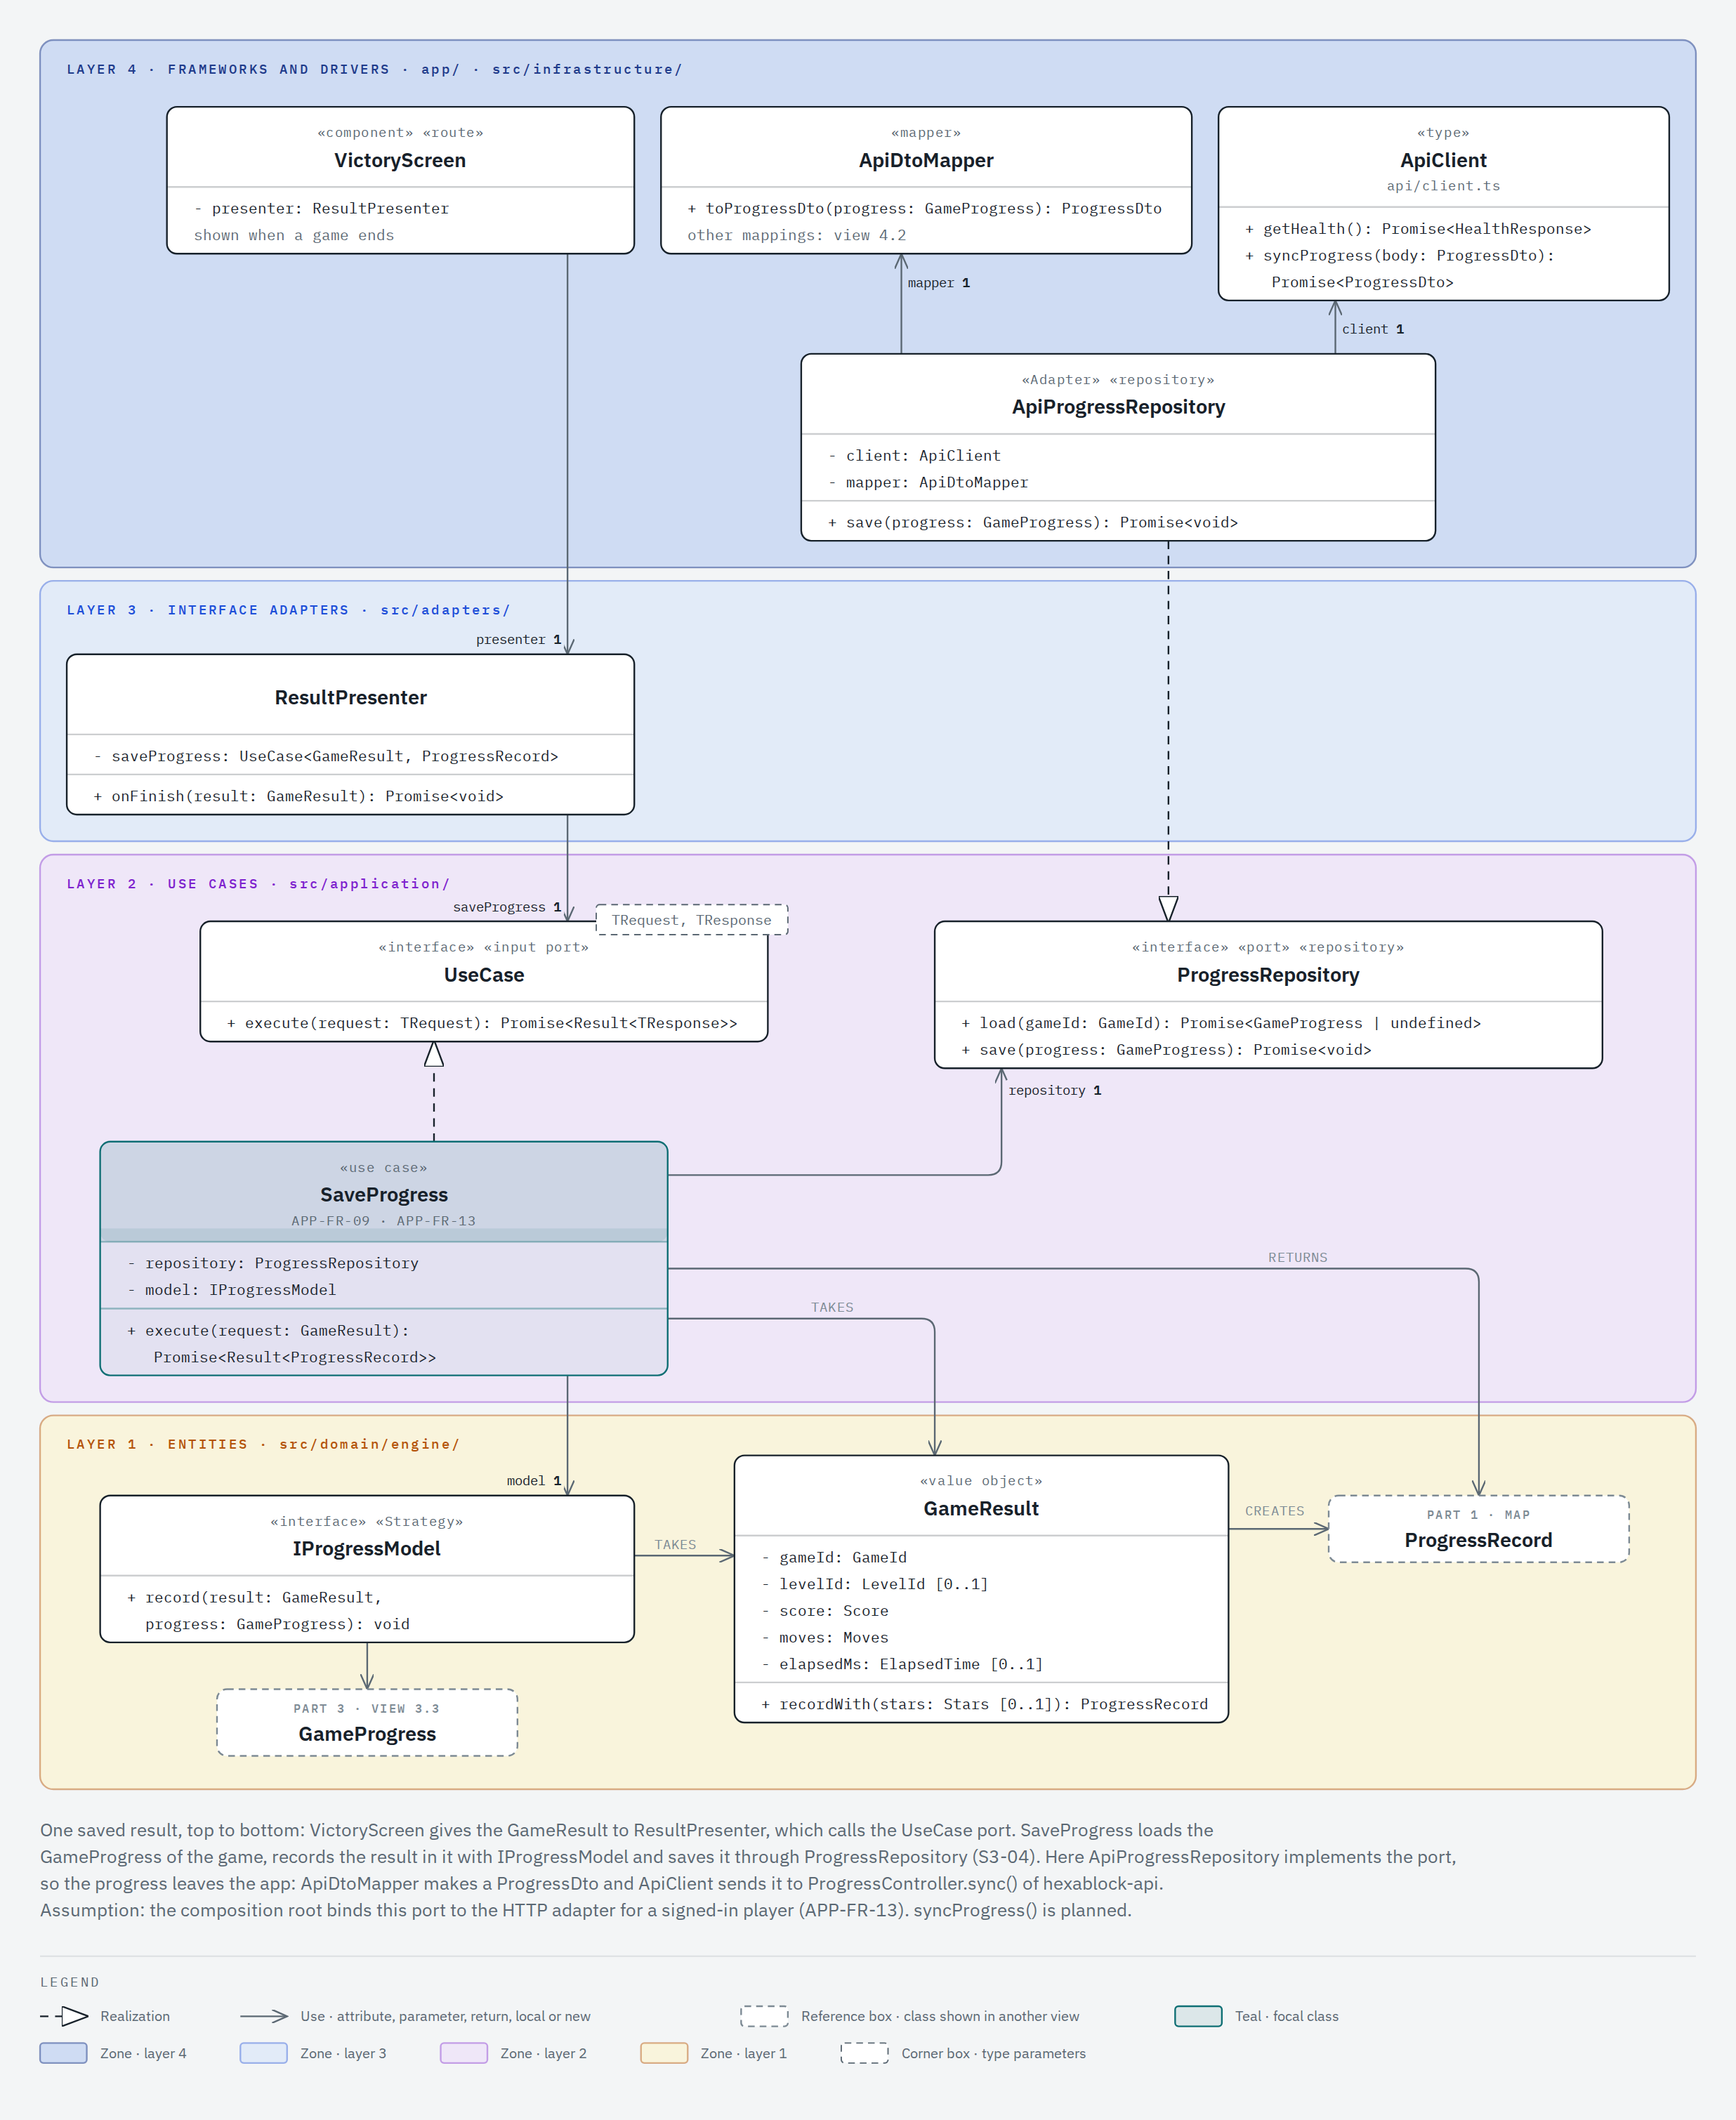 LAYER 4 · FRAMEWORKS AND DRIVERS · app/ · src/infrastructure/
«component» «route»
VictoryScreen
- presenter: ResultPresenter
shown when a game ends
«mapper»
ApiDtoMapper
+ toProgressDto(progress: GameProgress): ProgressDto
other mappings: view 4.2
«type»
ApiClient
api/client.ts
+ getHealth(): Promise<HealthResponse>
+ syncProgress(body: ProgressDto):
Promise<ProgressDto>
mapper 1
client 1
«Adapter» «repository»
ApiProgressRepository
- client: ApiClient
- mapper: ApiDtoMapper
+ save(progress: GameProgress): Promise<void>
LAYER 3 · INTERFACE ADAPTERS · src/adapters/
presenter 1
ResultPresenter
- saveProgress: UseCase<GameResult, ProgressRecord>
+ onFinish(result: GameResult): Promise<void>
LAYER 2 · USE CASES · src/application/
saveProgress 1
TRequest, TResponse
«interface» «input port»
UseCase
+ execute(request: TRequest): Promise<Result<TResponse>>
«interface» «port» «repository»
ProgressRepository
+ load(gameId: GameId): Promise<GameProgress | undefined>
+ save(progress: GameProgress): Promise<void>
repository 1
«use case»
SaveProgress
APP-FR-09 · APP-FR-13
- repository: ProgressRepository
- model: IProgressModel
+ execute(request: GameResult):
Promise<Result<ProgressRecord>>
RETURNS
TAKES
LAYER 1 · ENTITIES · src/domain/engine/
model 1
«interface» «Strategy»
IProgressModel
+ record(result: GameResult,
progress: GameProgress): void
TAKES
«value object»
GameResult
- gameId: GameId
- levelId: LevelId [0..1]
- score: Score
- moves: Moves
- elapsedMs: ElapsedTime [0..1]
+ recordWith(stars: Stars [0..1]): ProgressRecord
CREATES
PART 1 · MAP
ProgressRecord
PART 3 · VIEW 3.3
GameProgress
One saved result, top to bottom: VictoryScreen gives the GameResult to ResultPresenter, which calls the UseCase port. SaveProgress loads the
GameProgress of the game, records the result in it with IProgressModel and saves it through ProgressRepository (S3-04). Here ApiProgressRepository implements the port,
so the progress leaves the app: ApiDtoMapper makes a ProgressDto and ApiClient sends it to ProgressController.sync() of hexablock-api.
Assumption: the composition root binds this port to the HTTP adapter for a signed-in player (APP-FR-13). syncProgress() is planned.
LEGEND
Realization
Use · attribute, parameter, return, local or new
Reference box · class shown in another view
Teal · focal class
Zone · layer 4
Zone · layer 3
Zone · layer 2
Zone · layer 1
Corner box · type parameters